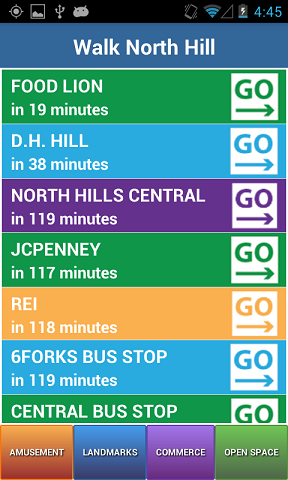 4:45
Walk North Hill
FOOD LION
in 19 minutes
GO
D.H. HILL
in 38 minutes
GO
NORTH HILLS CENTRAL
in 119 minutes
GO
JCPENNEY
in 117 minutes
GO
REI
in 118 minutes
GO
6FORKS BUS STOP
in 119 minutes
GO
CENTRAL BUS STOP
GO
AMUSEMENT
LANDMARKS
COMMERCE
OPEN SPACE